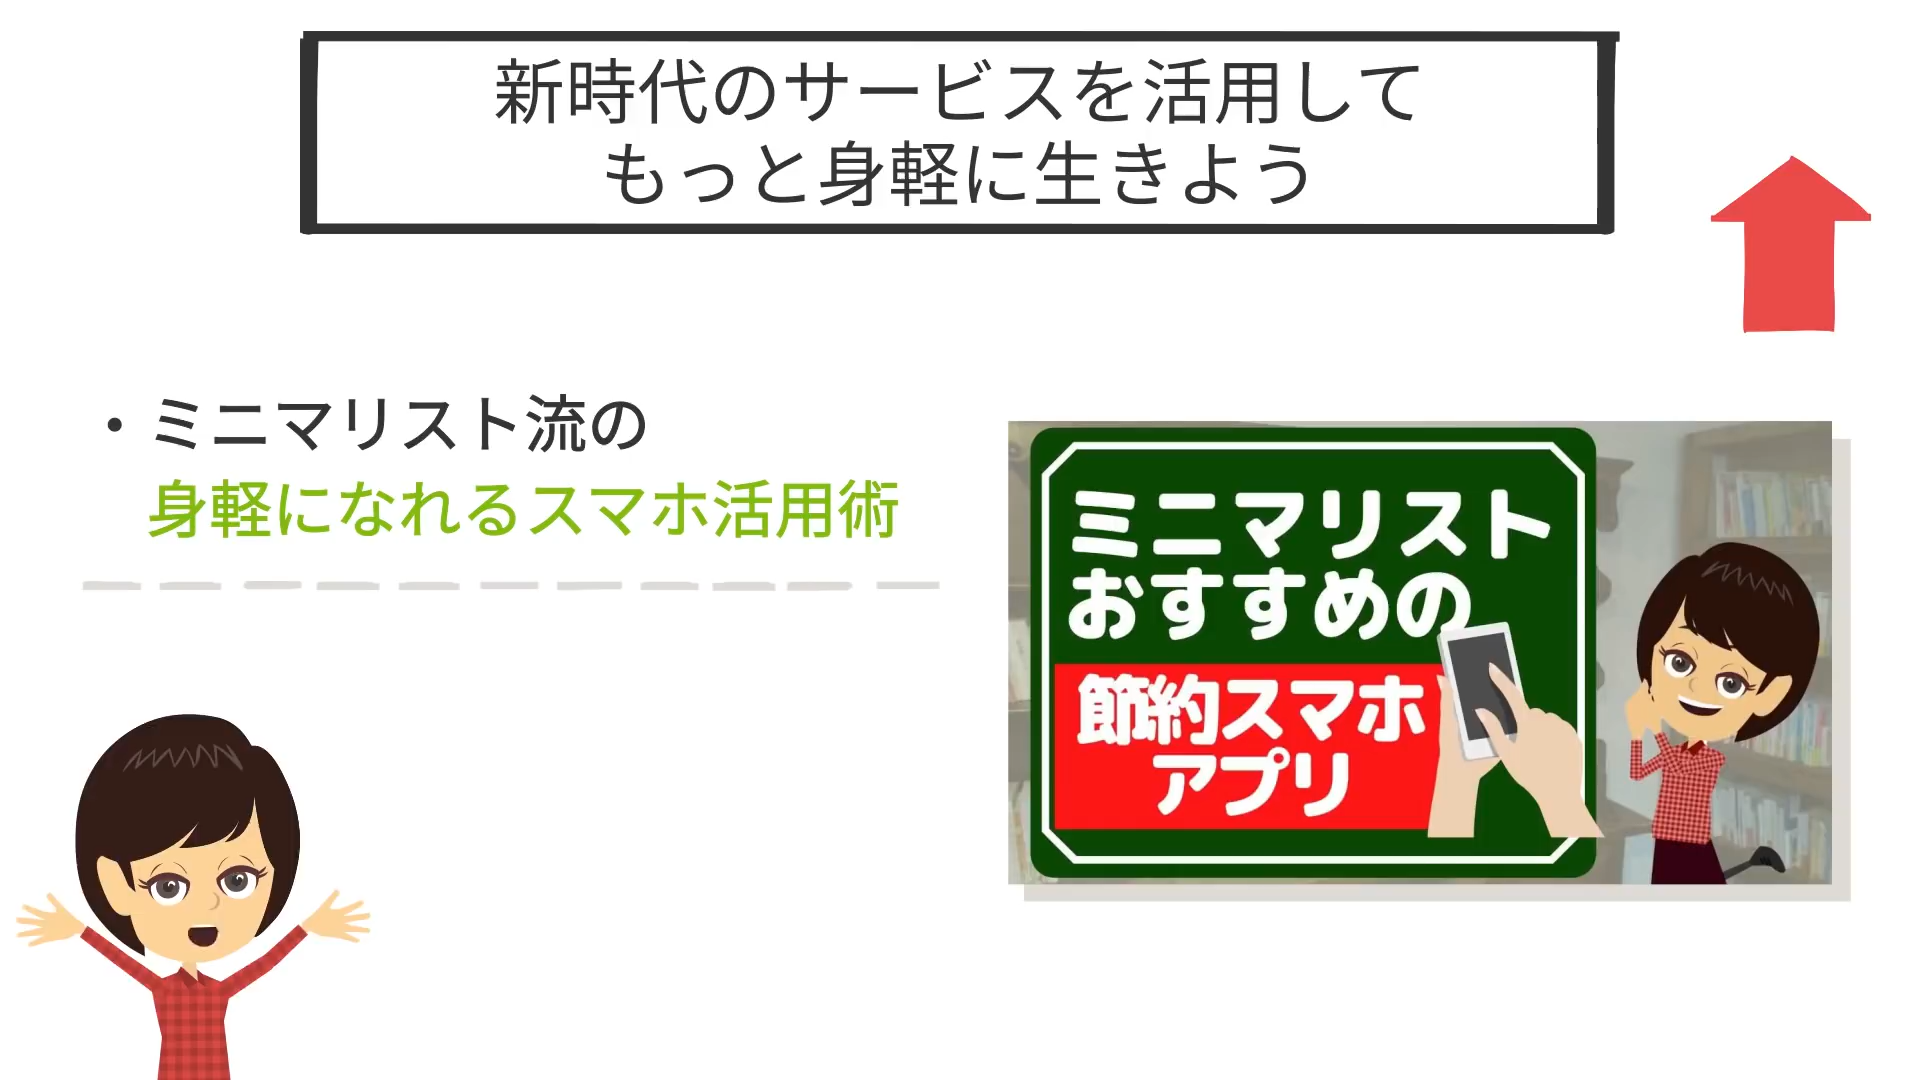 新時代のサービスを活用して
もっと身軽に生きよう
・ミニマリスト流の
身軽になれるスマホ活用術
ミニマリスト
おすすめの
節約スマホ
アプリ